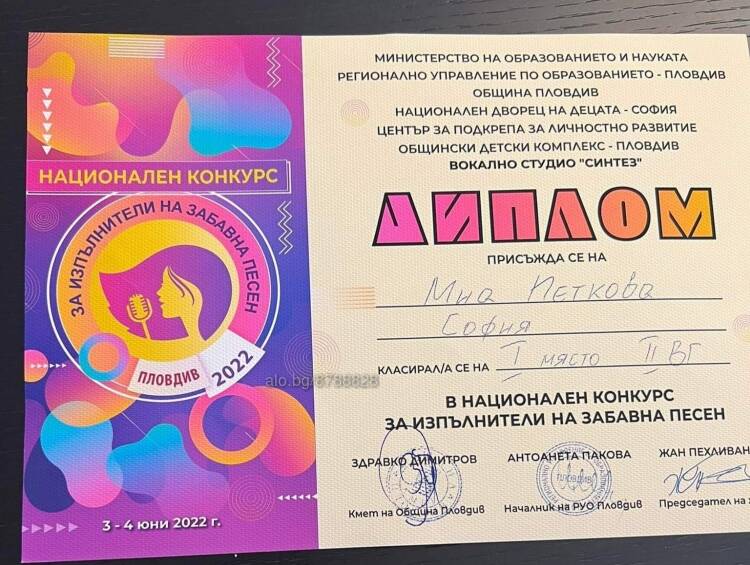 НАЦИОНАЛЕН КОНКУРС
ЗА ИЗПЪЛНИТЕЛИ НА ЗАБАВНА ПЕСЕН
ПЛОВДИВ
2022
3 - 4 юни 2022 г.
МИНИСТЕРСТВО НА ОБРАЗОВАНИЕТО И НАУКАТА
РЕГИОНАЛНО УПРАВЛЕНИЕ ПО ОБРАЗОВАНИЕТО - ПЛОВДИВ
ОБЩИНА ПЛОВДИВ
НАЦИОНАЛЕН ДВОРЕЦ НА ДЕЦАТА - СОФИЯ
ЦЕНТЪР ЗА ПОДКРЕПА ЗА ЛИЧНОСТНО РАЗВИТИЕ
ОБЩИНСКИ ДЕТСКИ КОМПЛЕКС - ПЛОВДИВ
ВОКАЛНО СТУДИО "СИНТЕЗ"
ДИПЛОМ
ПРИСЪЖДА СЕ НА
Миа Петкова
София
КЛАСИРАЛ/А СЕ НА I място II ВГ
alo.bg/8788828
В НАЦИОНАЛЕН КОНКУРС
ЗА ИЗПЪЛНИТЕЛИ НА ЗАБАВНА ПЕСЕН
ЗДРАВКО ДИМИТРОВ АНТОАНЕТА ПАКОВА ЖАН ПЕХЛИВАН
ПЛОВДИВ
Кмет на Община Пловдив Началник на РУО Пловдив Председател на